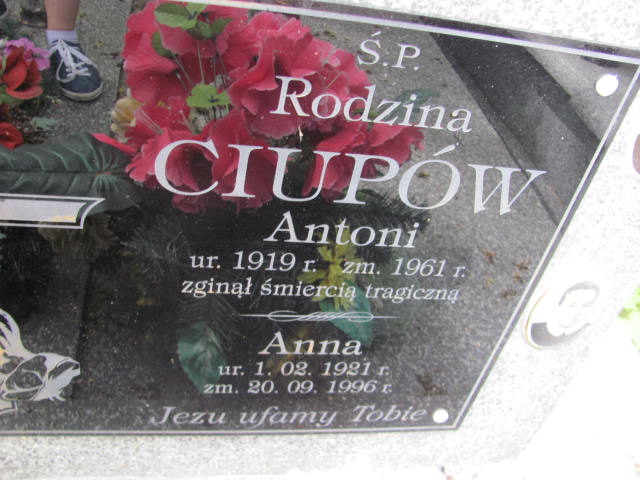 Ś.P.
Rodzina
CIUPÓW
Antoni
ur. 1919 r. zm. 1961 r.
zginął śmiercią tragiczną
Anna
ur. 1. 02. 1921 r.
zm. 20. 09. 1996 r.
Jezu ufamy Tobie